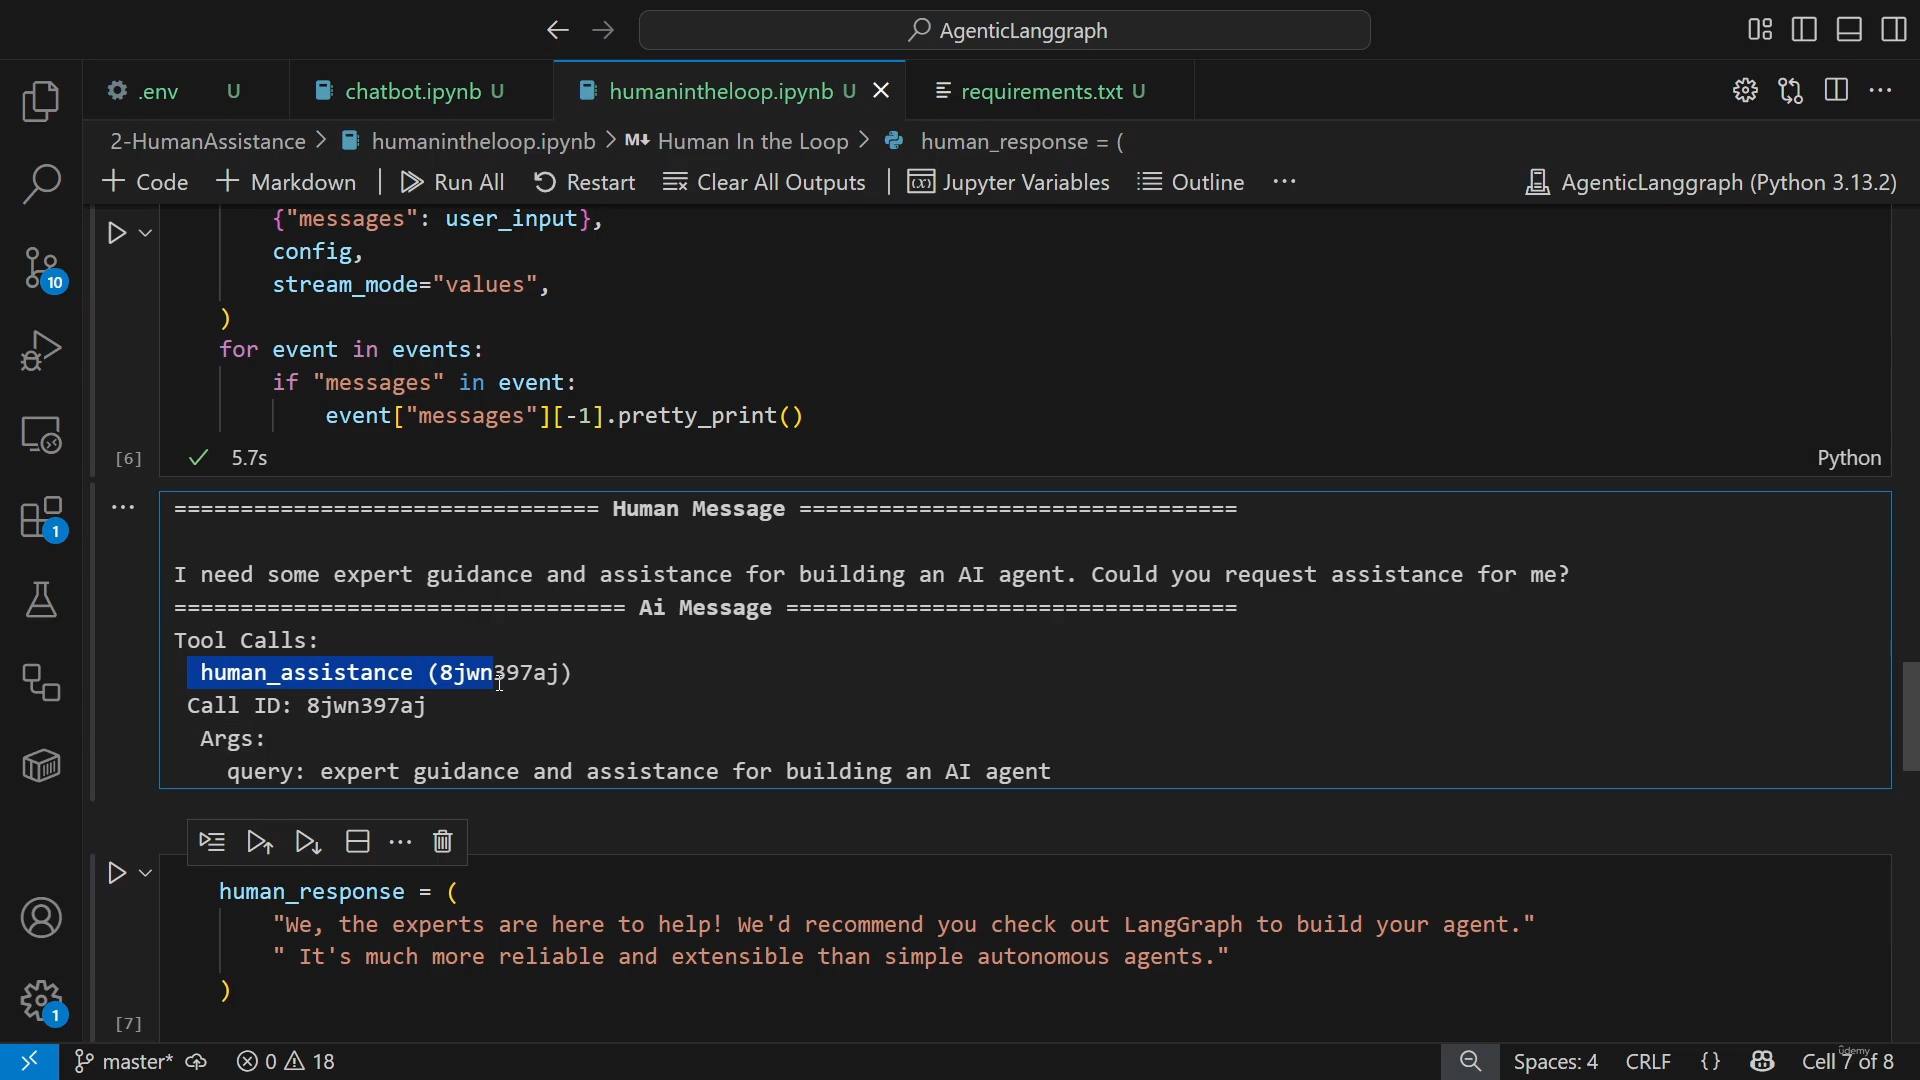 AgenticLanggraph
.env U
chatbot.ipynb U
humanintheloop.ipynb U
requirements.txt U
2-HumanAssistance > humanintheloop.ipynb > M↓ Human In the Loop > human_response = (
+ Code + Markdown | Run All Restart Clear All Outputs | Jupyter Variables Outline ··· AgenticLanggraph (Python 3.13.2)
{"messages": user_input},
config,
stream_mode="values",
)
for event in events:
if "messages" in event:
event["messages"][-1].pretty_print()
[6] 5.7s Python
================================ Human Message =================================
I need some expert guidance and assistance for building an AI agent. Could you request assistance for me?
================================== Ai Message ==================================
Tool Calls:
human_assistance (8jwn397aj)
Call ID: 8jwn397aj
Args:
query: expert guidance and assistance for building an AI agent
human_response = (
"We, the experts are here to help! We'd recommend you check out LangGraph to build your agent."
" It's much more reliable and extensible than simple autonomous agents."
)
[7]
10
1
1
master* 0 18 Spaces: 4 CRLF {} Cell 7 of 8
udemy